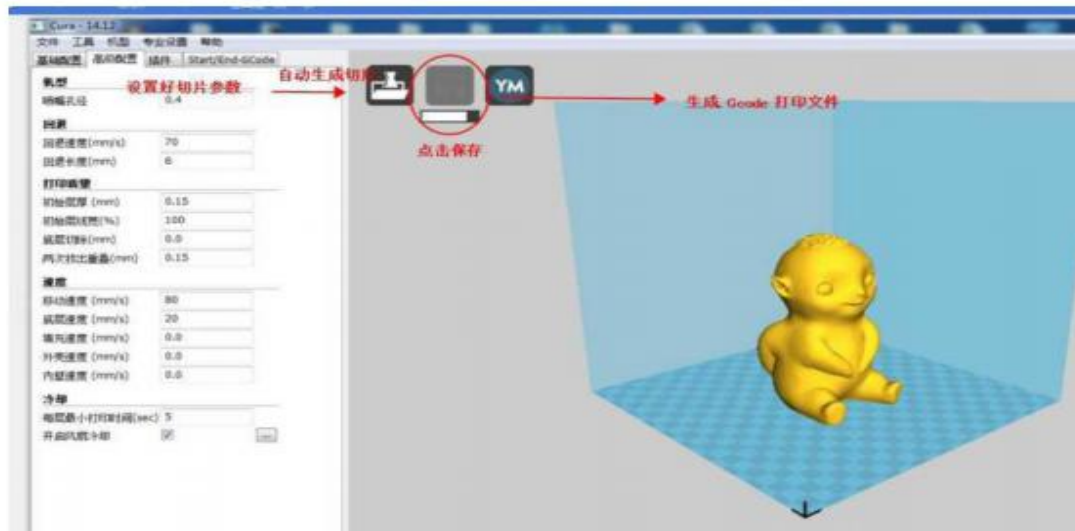 Cura - 14.12
文件 工具 机型 专业设置 帮助
基础配置 高级配置 插件 Start/End-GCode
机型
设置好切片参数
自动生成切片
YM
生成 Gcode 打印文件
喷嘴孔径 0.4
点击保存
回退
回退速度(mm/s) 70
回退长度(mm) 6
打印质量
初始层厚 (mm) 0.15
初始层线宽(%) 100
底层切除(mm) 0.0
两次挤出重叠(mm) 0.15
速度
移动速度 (mm/s) 80
底层速度 (mm/s) 20
填充速度 (mm/s) 0.0
外壳速度 (mm/s) 0.0
内壁速度 (mm/s) 0.0
冷却
每层最小打印时间(sec) 5
开启风扇冷却
...